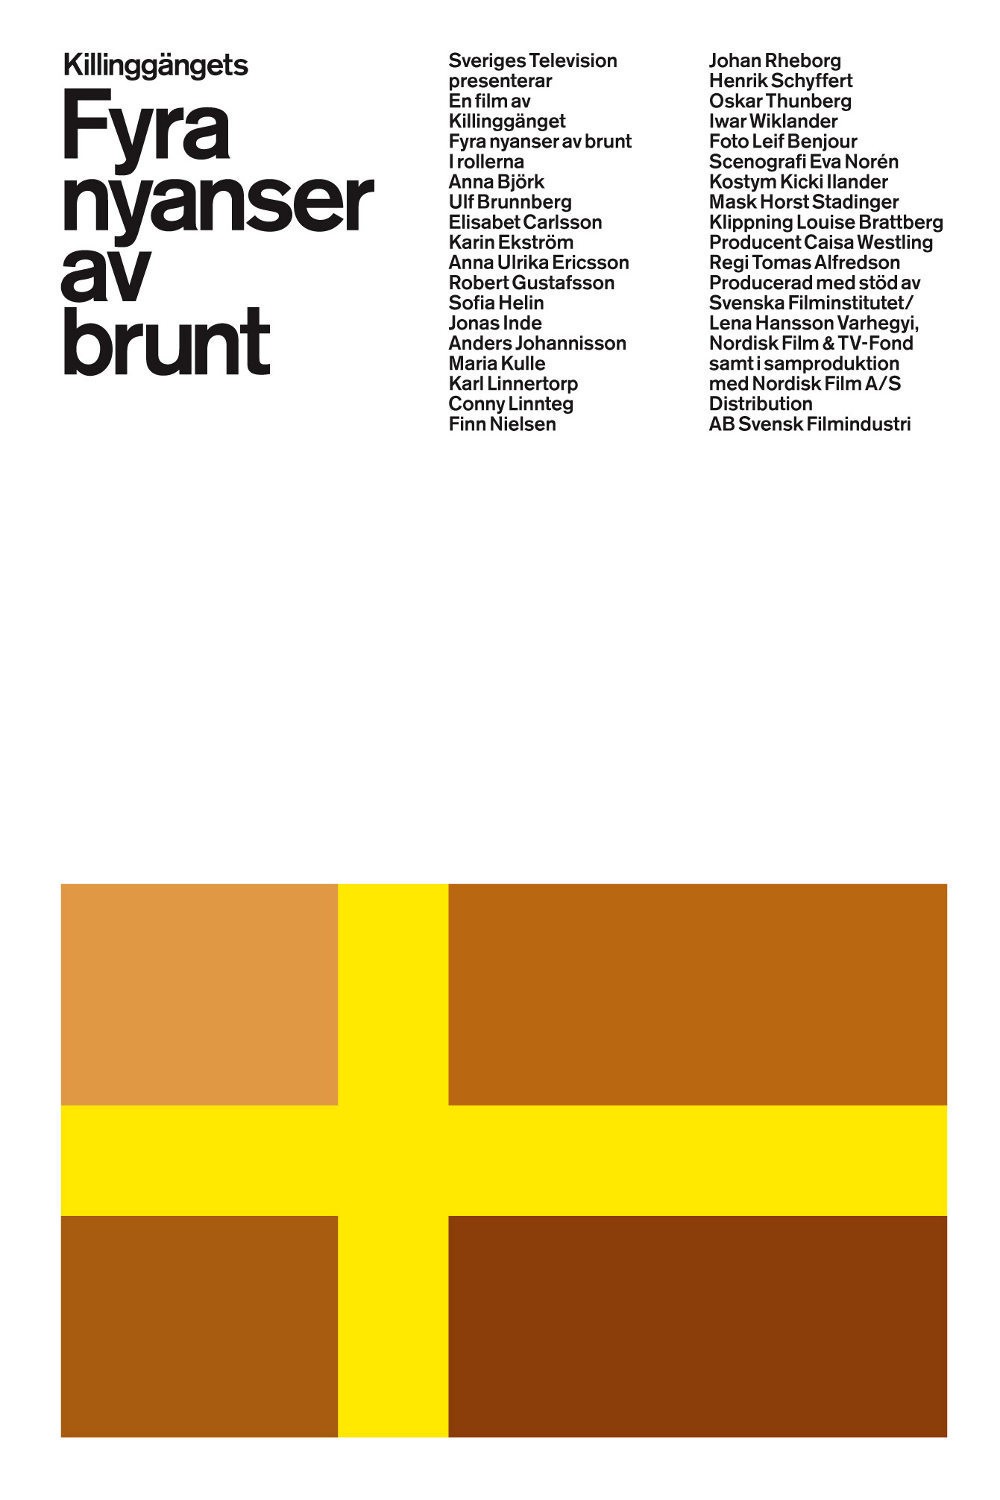 Killinggängets
Fyra
nyanser
av
brunt
Sveriges Television
presenterar
En film av
Killinggänget
Fyra nyanser av brunt
I rollerna
Anna Björk
Ulf Brunnberg
Elisabet Carlsson
Karin Ekström
Anna Ulrika Ericsson
Robert Gustafsson
Sofia Helin
Jonas Inde
Anders Johannisson
Maria Kulle
Karl Linnertorp
Conny Linnteg
Finn Nielsen
Johan Rheborg
Henrik Schyffert
Oskar Thunberg
Iwar Wiklander
Foto Leif Benjour
Scenografi Eva Norén
Kostym Kicki Ilander
Mask Horst Stadinger
Klippning Louise Brattberg
Producent Caisa Westling
Regi Tomas Alfredson
Producerad med stöd av
Svenska Filminstitutet/
Lena Hansson Varhegyi,
Nordisk Film & TV-Fond
samt i samproduktion
med Nordisk Film A/S
Distribution
AB Svensk Filmindustri